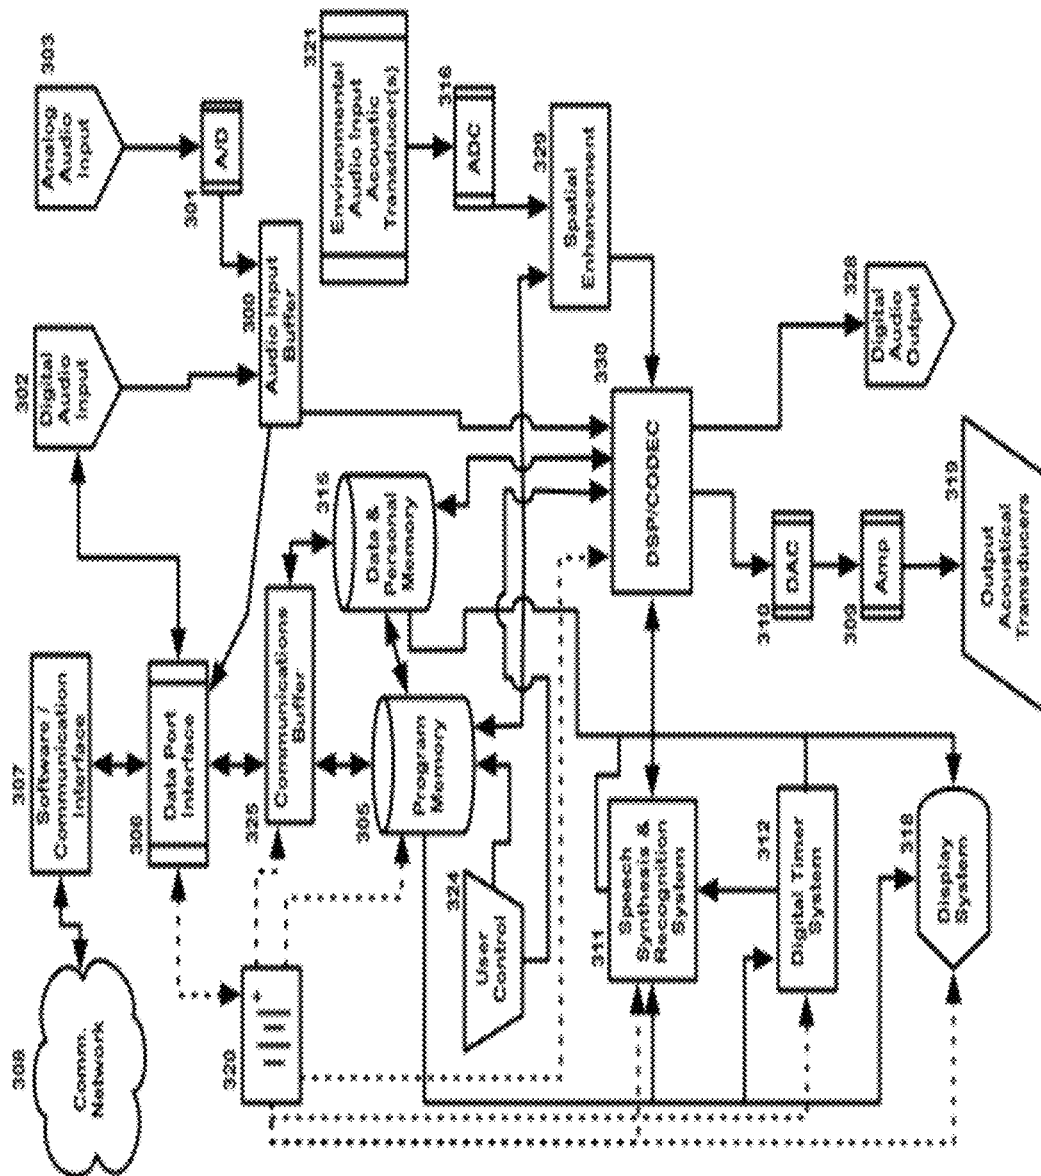 308
Comm.
Network
307
Software /
Communication
Interface
302
Digital
Audio
Input
303
Analog
Audio
Input
306
Data Port
Interface
301
A/D
320
+
325
Communications
Buffer
300
Audio Input
Buffer
321
Environmental
Audio Input
Acoustic
Transducer(s)
305
Program
Memory
315
Data &
Personal
Memory
316
ADC
324
User
Control
329
Spatial
Enhancement
311
Speech
Synthesis &
Recognition
System
330
DSP/CODEC
312
Digital Timer
System
310
DAC
328
Digital
Audio
Output
309
Amp
318
Display
System
319
Output
Acoustical
Transducers